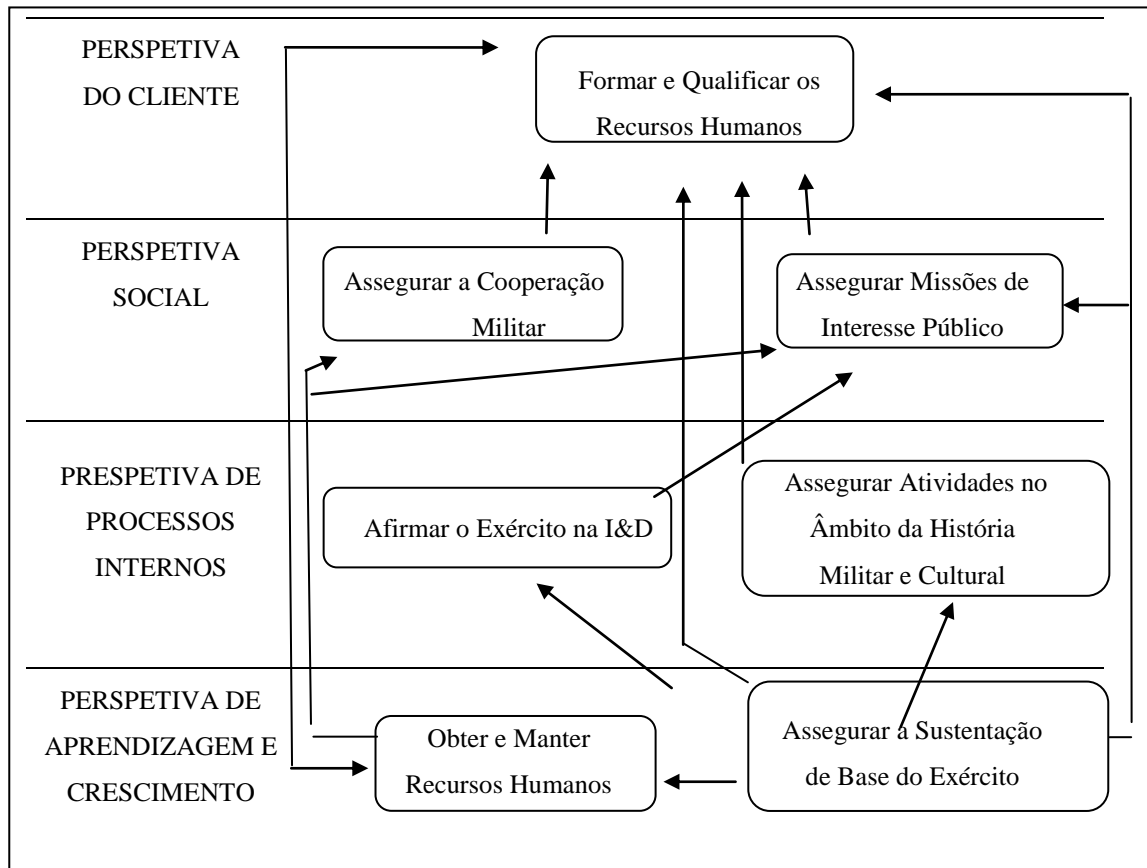 PERSPETIVA
DO CLIENTE
Formar e Qualificar os
Recursos Humanos
PERSPETIVA
SOCIAL
Assegurar a Cooperação
Militar
Assegurar Missões de
Interesse Público
PRESPETIVA DE
PROCESSOS
INTERNOS
Afirmar o Exército na I&D
Assegurar Atividades no
Âmbito da História
Militar e Cultural
PERSPETIVA DE
APRENDIZAGEM E
CRESCIMENTO
Obter e Manter
Recursos Humanos
Assegurar a Sustentação
de Base do Exército